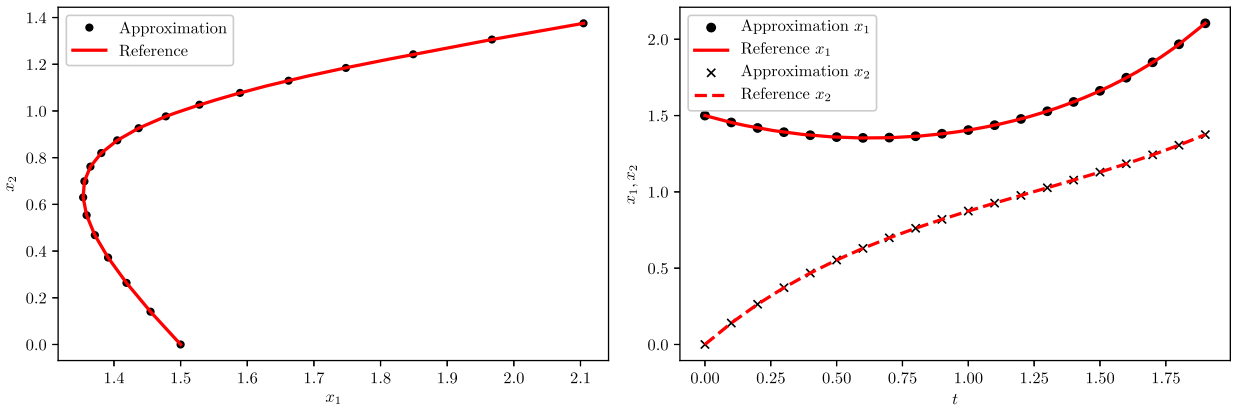 1.4
1.2
1.0
0.8
0.6
0.4
0.2
0.0
x₂
Approximation
Reference
1.4 1.5 1.6 1.7 1.8 1.9 2.0 2.1
x₁
2.0
1.5
1.0
0.5
0.0
x₁, x₂
Approximation x₁
Reference x₁
Approximation x₂
Reference x₂
0.00 0.25 0.50 0.75 1.00 1.25 1.50 1.75
t